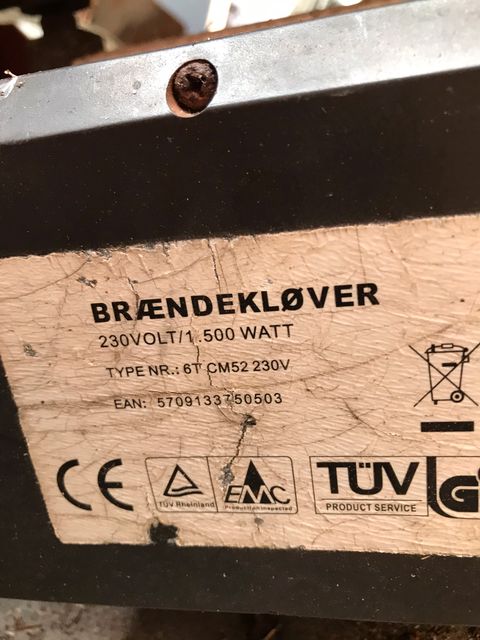 BRÆNDEKLØVER
230VOLT/1.500 WATT
TYPE NR.: 6T CM52 230V
EAN: 5709133750503
CE
TÜV Rheinland
EMC
Production inspected
TÜV
PRODUCT SERVICE
G